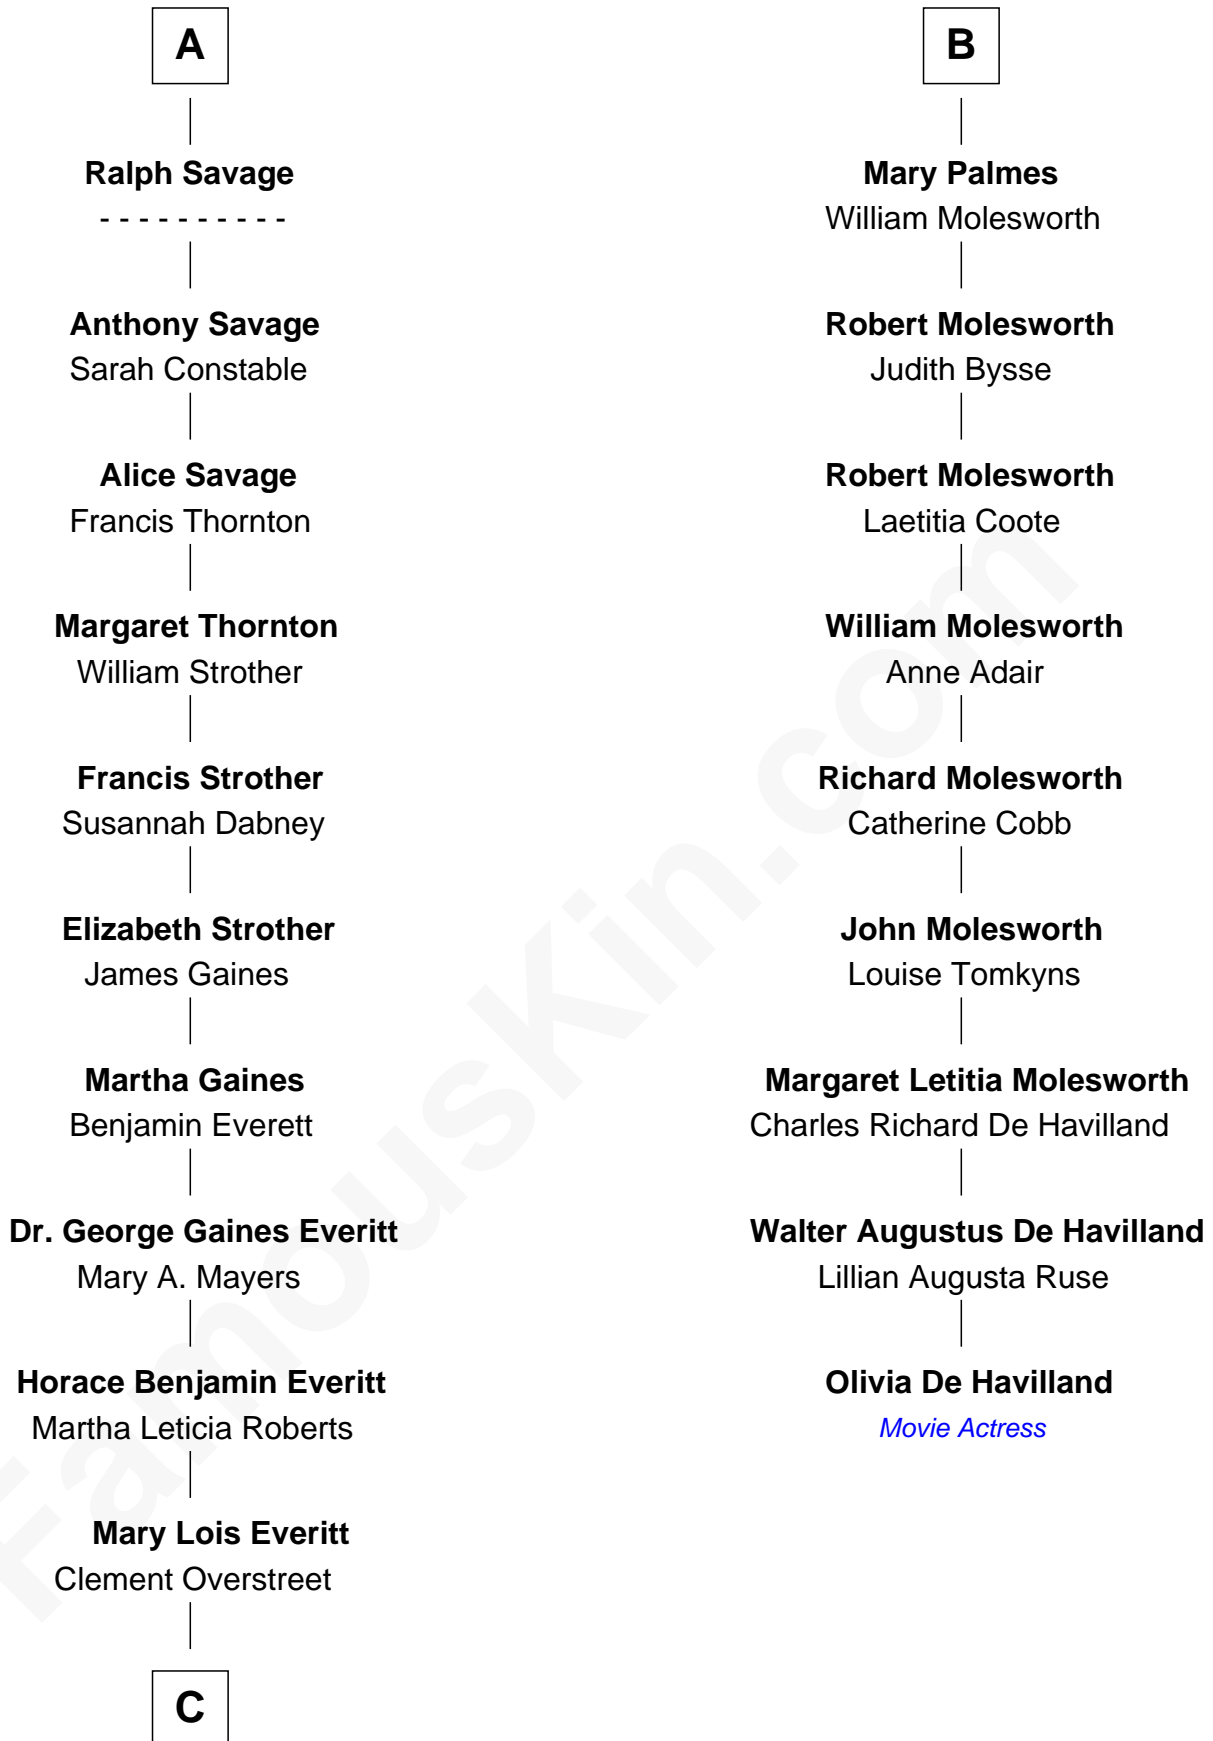 A
Ralph Savage
- - - - - - - - - -
Anthony Savage
Sarah Constable
Alice Savage
Francis Thornton
Margaret Thornton
William Strother
Francis Strother
Susannah Dabney
Elizabeth Strother
James Gaines
Martha Gaines
Benjamin Everett
Dr. George Gaines Everitt
Mary A. Mayers
Horace Benjamin Everitt
Martha Leticia Roberts
Mary Lois Everitt
Clement Overstreet
C
B
Mary Palmes
William Molesworth
Robert Molesworth
Judith Bysse
Robert Molesworth
Laetitia Coote
William Molesworth
Anne Adair
Richard Molesworth
Catherine Cobb
John Molesworth
Louise Tomkyns
Margaret Letitia Molesworth
Charles Richard De Havilland
Walter Augustus De Havilland
Lillian Augusta Ruse
Olivia De Havilland
Movie Actress
FamousKin.com